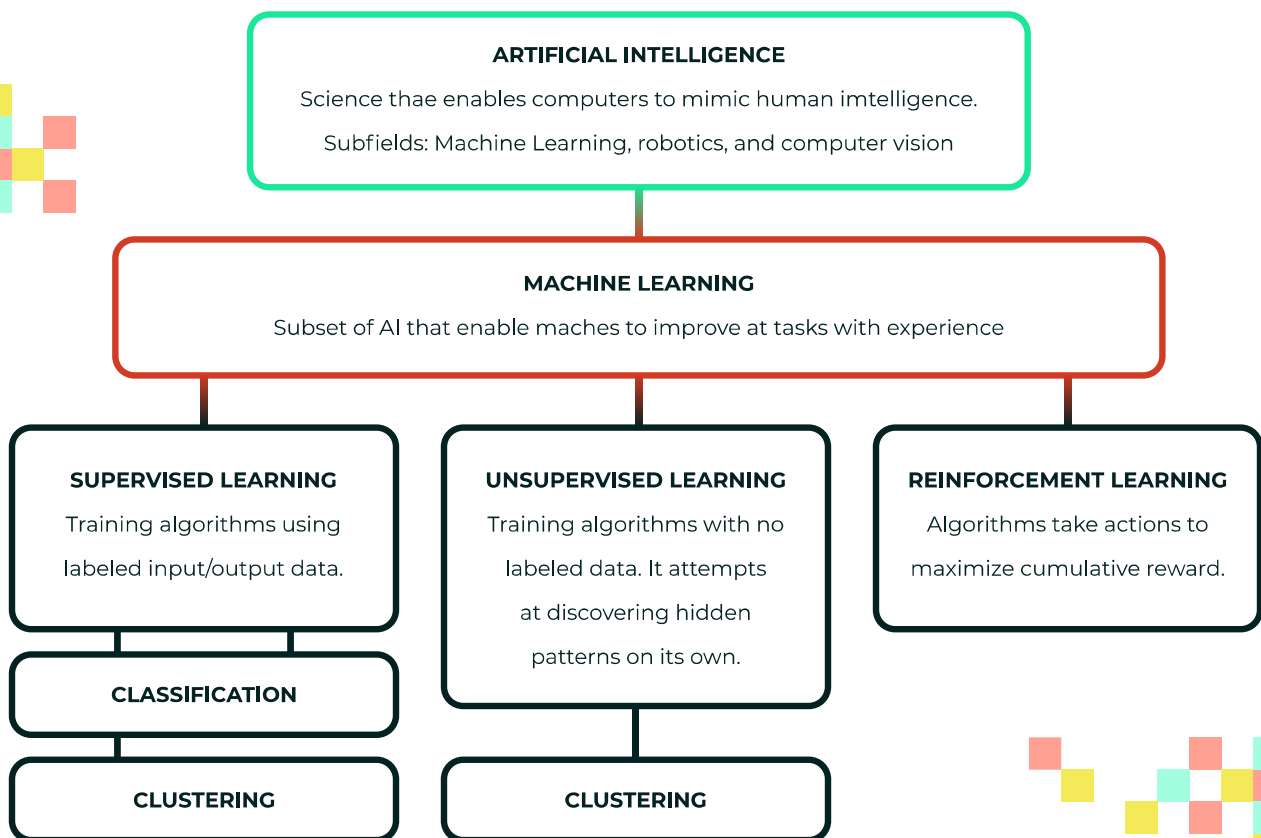 ARTIFICIAL INTELLIGENCE
Science thae enables computers to mimic human imtelligence.
Subfields: Machine Learning, robotics, and computer vision
MACHINE LEARNING
Subset of AI that enable maches to improve at tasks with experience
SUPERVISED LEARNING
Training algorithms using
labeled input/output data.
CLASSIFICATION
CLUSTERING
UNSUPERVISED LEARNING
Training algorithms with no
labeled data. It attempts
at discovering hidden
patterns on its own.
CLUSTERING
REINFORCEMENT LEARNING
Algorithms take actions to
maximize cumulative reward.